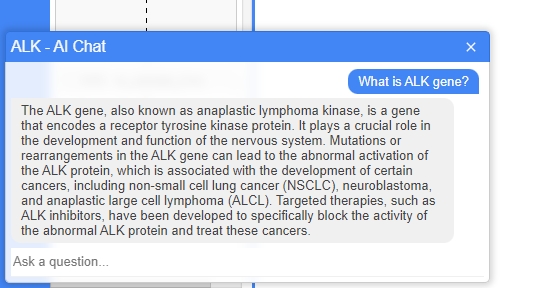 ALK - AI Chat
×
What is ALK gene?
The ALK gene, also known as anaplastic lymphoma kinase, is a gene
that encodes a receptor tyrosine kinase protein. It plays a crucial role in
the development and function of the nervous system. Mutations or
rearrangements in the ALK gene can lead to the abnormal activation of
the ALK protein, which is associated with the development of certain
cancers, including non-small cell lung cancer (NSCLC), neuroblastoma,
and anaplastic large cell lymphoma (ALCL). Targeted therapies, such as
ALK inhibitors, have been developed to specifically block the activity of
the abnormal ALK protein and treat these cancers.
Ask a question...